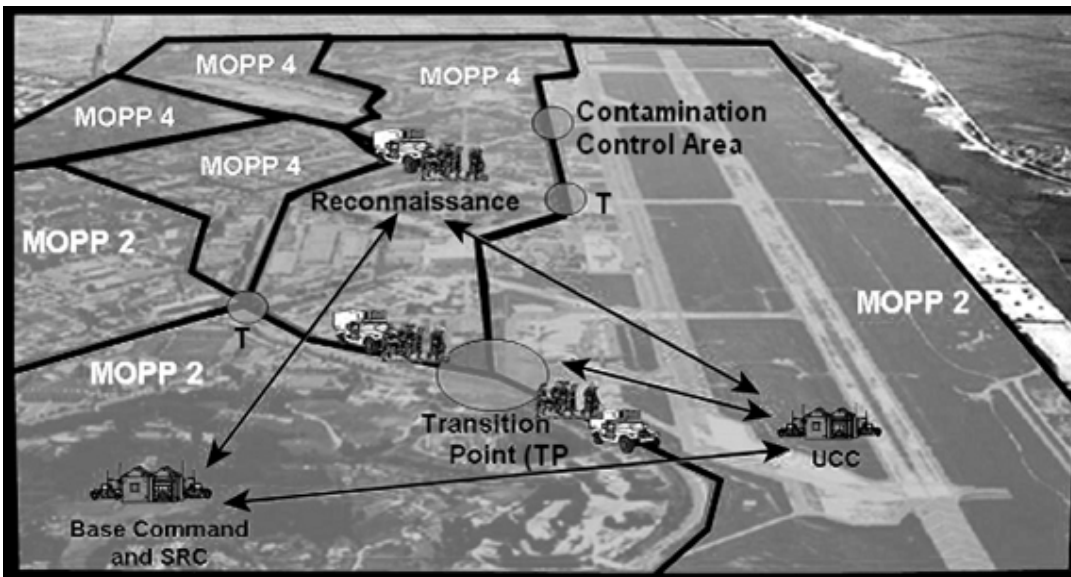 MOPP 4
MOPP 4
MOPP 4
MOPP 4
Contamination
Control Area
Reconnaissance
T
MOPP 2
MOPP 2
T
MOPP 2
Transition
Point (TP
UCC
Base Command
and SRC